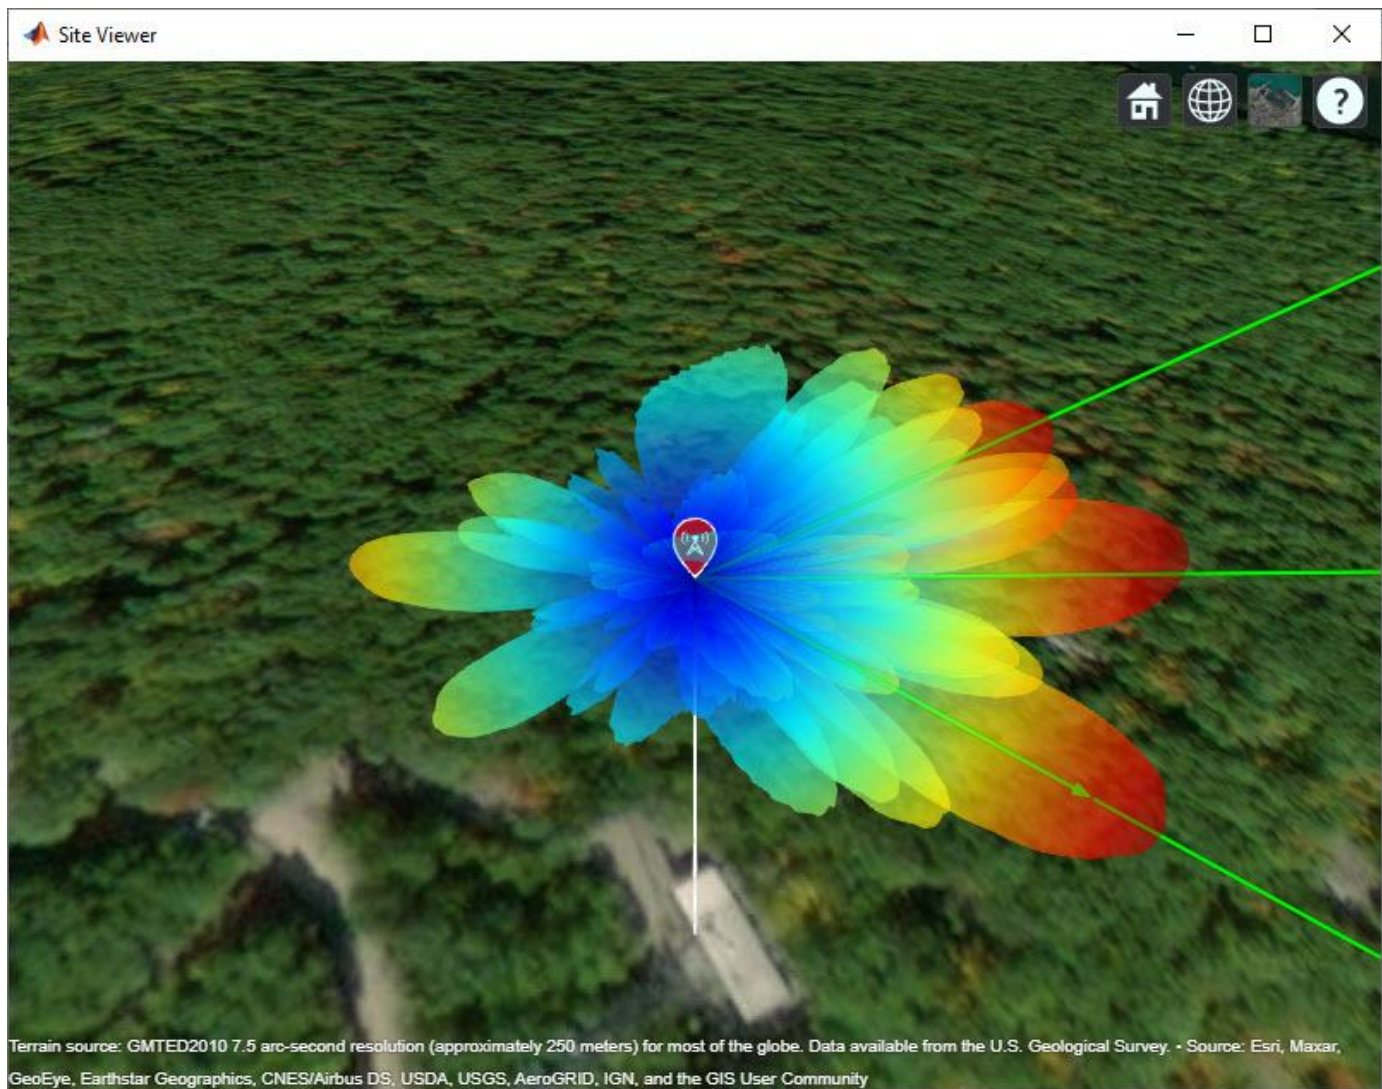 Site Viewer
?
Terrain source: GMTED2010 7.5 arc-second resolution (approximately 250 meters) for most of the globe. Data available from the U.S. Geological Survey. • Source: Esri, Maxar,
GeoEye, Earthstar Geographics, CNES/Airbus DS, USDA, USGS, AeroGRID, IGN, and the GIS User Community